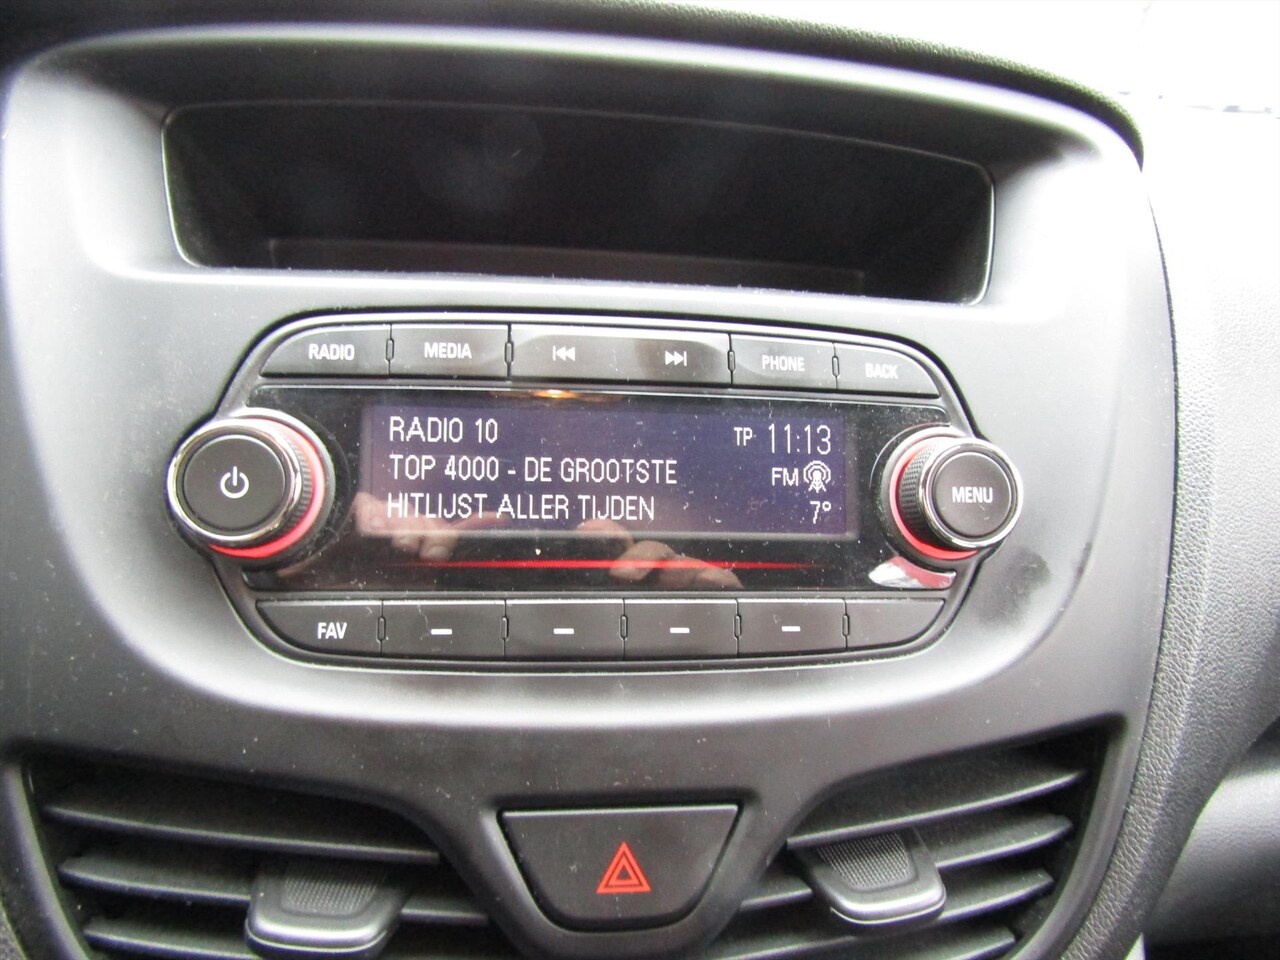 RADIO
MEDIA
PHONE
BACK
RADIO 10
TP 11:13
TOP 4000 - DE GROOTSTE
FM
HITLIJST ALLER TIJDEN
7°
MENU
FAV